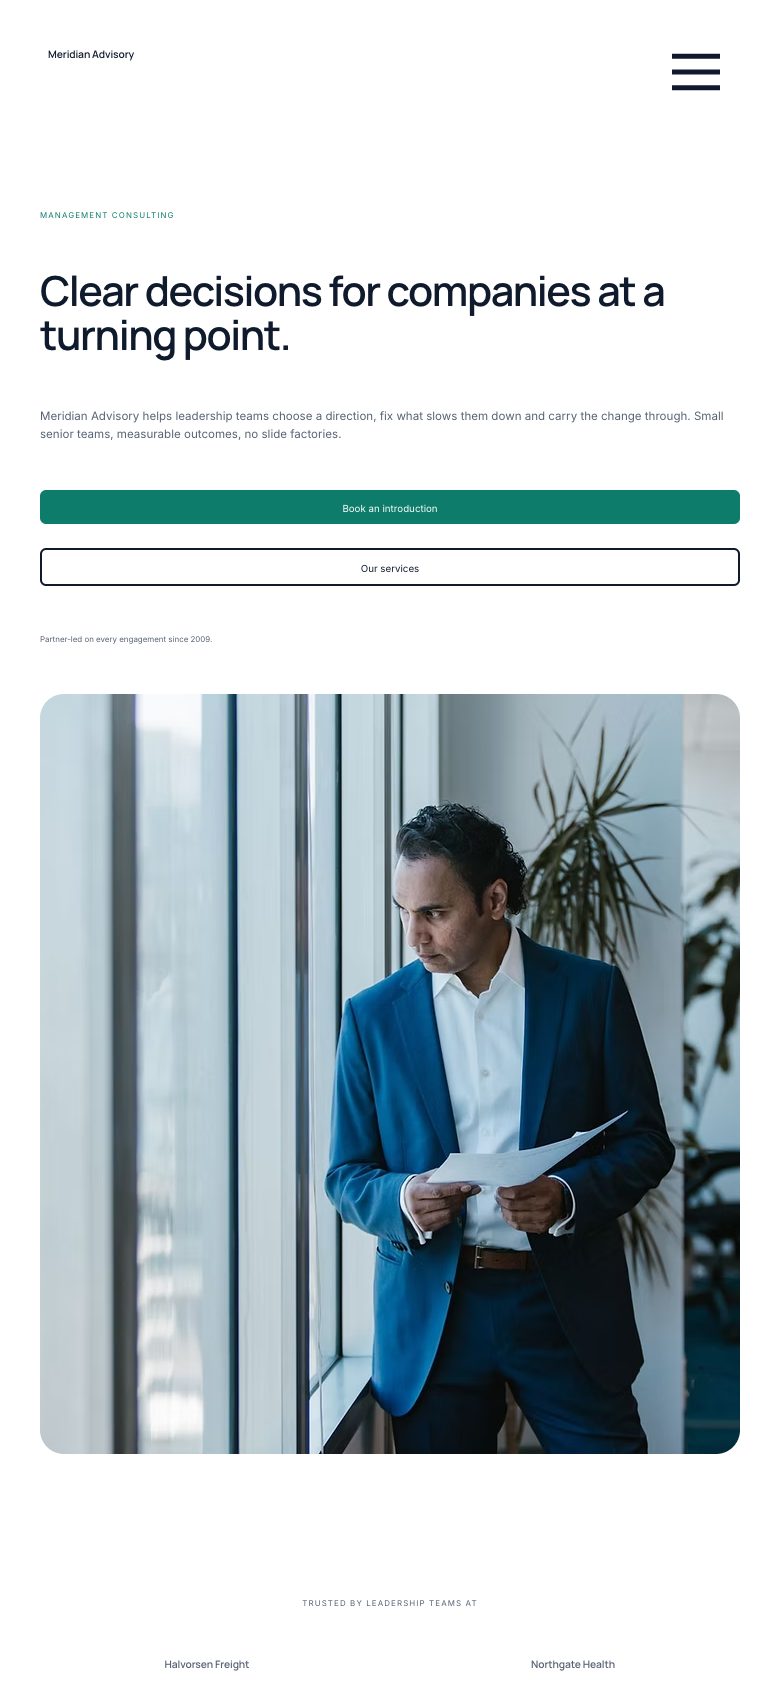 Meridian Advisory
MANAGEMENT CONSULTING
Clear decisions for companies at a
turning point.
Meridian Advisory helps leadership teams choose a direction, fix what slows them down and carry the change through. Small
senior teams, measurable outcomes, no slide factories.
Book an introduction
Our services
Partner-led on every engagement since 2009.
TRUSTED BY LEADERSHIP TEAMS AT
Halvorsen Freight
Northgate Health